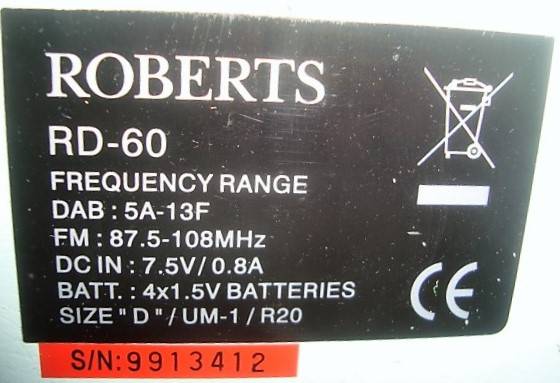 ROBERTS
RD-60
FREQUENCY RANGE
DAB : 5A-13F
FM : 87.5-108MHz
DC IN : 7.5V/ 0.8A
BATT. : 4x1.5V BATTERIES
SIZE " D " / UM-1 / R20
CE
S/N:9913412